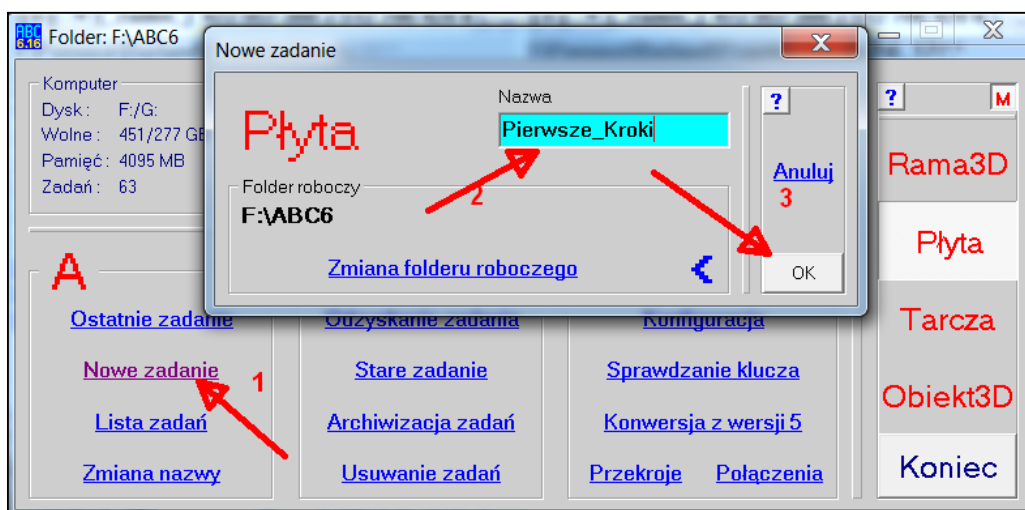 ABC
6.16
Folder: F:\ABC6
Komputer
Dysk: F:/G:
Wolne: 451/277 GB
Pamięć: 4095 MB
Zadań: 63
Nowe zadanie
X
Płyta
Nazwa
Pierwsze_Kroki
2
Folder roboczy
F:\ABC6
Zmiana folderu roboczego
?
Anuluj
3
OK
? M
Rama3D
Płyta
Tarcza
Obiekt3D
Koniec
A
Ostatnie zadanie
Nowe zadanie
1
Lista zadań
Zmiana nazwy
Odzyskanie zadania
Stare zadanie
Archiwizacja zadań
Usuwanie zadań
Konfiguracja
Sprawdzanie klucza
Konwersja z wersji 5
Przekroje Połączenia